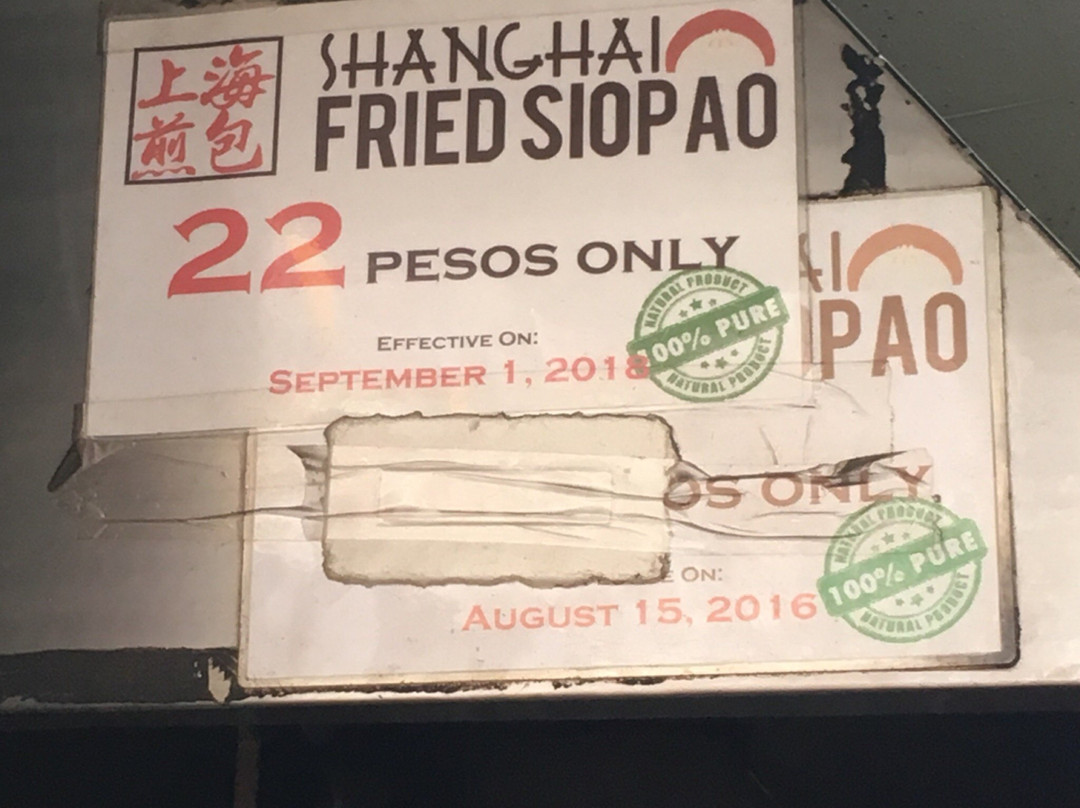 上海
煎包
SHANGHAI
FRIED SIOPAO
22 PESOS ONLY
EFFECTIVE ON:
SEPTEMBER 1, 2018
NATURAL PRODUCT
100% PURE
NATURAL PRODUCT
AI
PAO
OS ONLY.
E ON:
AUGUST 15, 2016
NATURAL PRODUCT
100% PURE
NATURAL PRODUCT